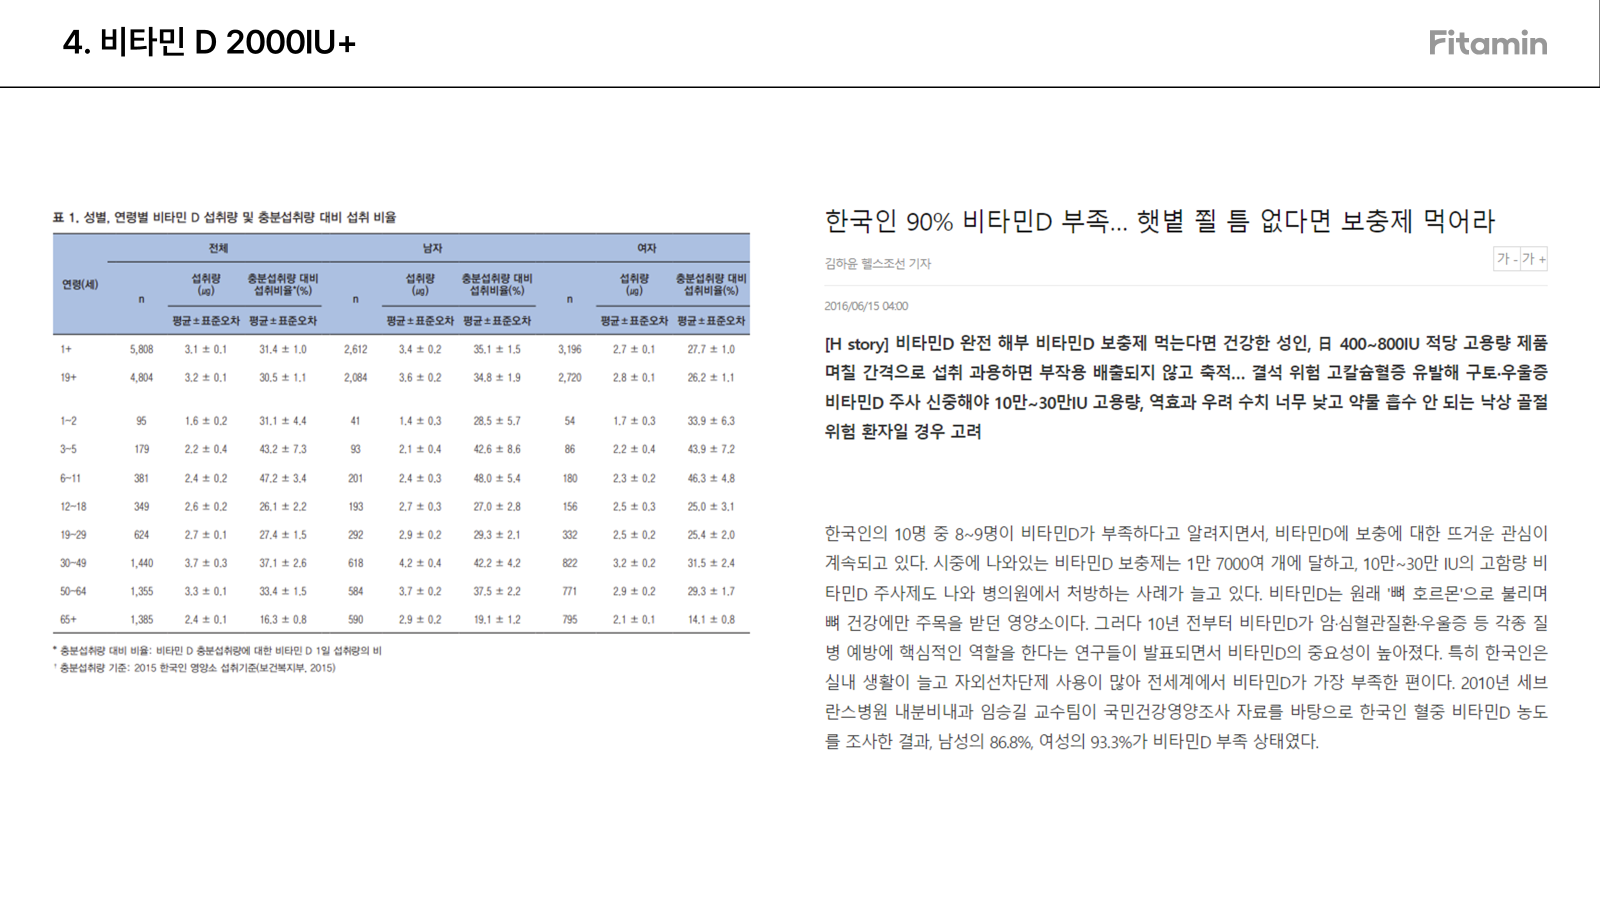 4. 비타민 D 2000IU+
Fitamin
표 1. 성별, 연령별 비타민 D 섭취량 및 충분섭취량 대비 섭취 비율
연령(세) 전체 남자 여자
n 섭취량(㎍) 충분섭취량 대비 섭취비율*(%) n 섭취량(㎍) 충분섭취량 대비 섭취비율(%) n 섭취량(㎍) 충분섭취량 대비 섭취비율(%)
평균±표준오차 평균±표준오차 평균±표준오차 평균±표준오차 평균±표준오차 평균±표준오차
1+ 5,808 3.1 ± 0.1 31.4 ± 1.0 2,612 3.4 ± 0.2 35.1 ± 1.5 3,196 2.7 ± 0.1 27.7 ± 1.0
19+ 4,804 3.2 ± 0.1 30.5 ± 1.1 2,084 3.6 ± 0.2 34.8 ± 1.9 2,720 2.8 ± 0.1 26.2 ± 1.1
1–2 95 1.6 ± 0.2 31.1 ± 4.4 41 1.4 ± 0.3 28.5 ± 5.7 54 1.7 ± 0.3 33.9 ± 6.3
3–5 179 2.2 ± 0.4 43.2 ± 7.3 93 2.1 ± 0.4 42.6 ± 8.6 86 2.2 ± 0.4 43.9 ± 7.2
6–11 381 2.4 ± 0.2 47.2 ± 3.4 201 2.4 ± 0.3 48.0 ± 5.4 180 2.3 ± 0.2 46.3 ± 4.8
12–18 349 2.6 ± 0.2 26.1 ± 2.2 193 2.7 ± 0.3 27.0 ± 2.8 156 2.5 ± 0.3 25.0 ± 3.1
19–29 624 2.7 ± 0.1 27.4 ± 1.5 292 2.9 ± 0.2 29.3 ± 2.1 332 2.5 ± 0.2 25.4 ± 2.0
30–49 1,440 3.7 ± 0.3 37.1 ± 2.6 618 4.2 ± 0.4 42.2 ± 4.2 822 3.2 ± 0.2 31.5 ± 2.4
50–64 1,355 3.3 ± 0.1 33.4 ± 1.5 584 3.7 ± 0.2 37.5 ± 2.2 771 2.9 ± 0.2 29.3 ± 1.7
65+ 1,385 2.4 ± 0.1 16.3 ± 0.8 590 2.9 ± 0.2 19.1 ± 1.2 795 2.1 ± 0.1 14.1 ± 0.8
* 충분섭취량 대비 비율: 비타민 D 충분섭취량에 대한 비타민 D 1일 섭취량의 비
† 충분섭취량 기준: 2015 한국인 영양소 섭취기준(보건복지부, 2015)
한국인 90% 비타민D 부족... 햇볕 쬘 틈 없다면 보충제 먹어라
김하윤 헬스조선 기자
가 - 가 +
2016/06/15 04:00
[H story] 비타민D 완전 해부 비타민D 보충제 먹는다면 건강한 성인, 日 400~800IU 적당 고용량 제품
며칠 간격으로 섭취 과용하면 부작용 배출되지 않고 축적... 결석 위험 고칼슘혈증 유발해 구토·우울증
비타민D 주사 신중해야 10만~30만IU 고용량, 역효과 우려 수치 너무 낮고 약물 흡수 안 되는 낙상 골절
위험 환자일 경우 고려
한국인의 10명 중 8~9명이 비타민D가 부족하다고 알려지면서, 비타민D에 보충에 대한 뜨거운 관심이
계속되고 있다. 시중에 나와있는 비타민D 보충제는 1만 7000여 개에 달하고, 10만~30만 IU의 고함량 비
타민D 주사제도 나와 병의원에서 처방하는 사례가 늘고 있다. 비타민D는 원래 '뼈 호르몬'으로 불리며
뼈 건강에만 주목을 받던 영양소이다. 그러다 10년 전부터 비타민D가 암·심혈관질환·우울증 등 각종 질
병 예방에 핵심적인 역할을 한다는 연구들이 발표되면서 비타민D의 중요성이 높아졌다. 특히 한국인은
실내 생활이 늘고 자외선차단제 사용이 많아 전세계에서 비타민D가 가장 부족한 편이다. 2010년 세브
란스병원 내분비내과 임승길 교수팀이 국민건강영양조사 자료를 바탕으로 한국인 혈중 비타민D 농도
를 조사한 결과, 남성의 86.8%, 여성의 93.3%가 비타민D 부족 상태였다.